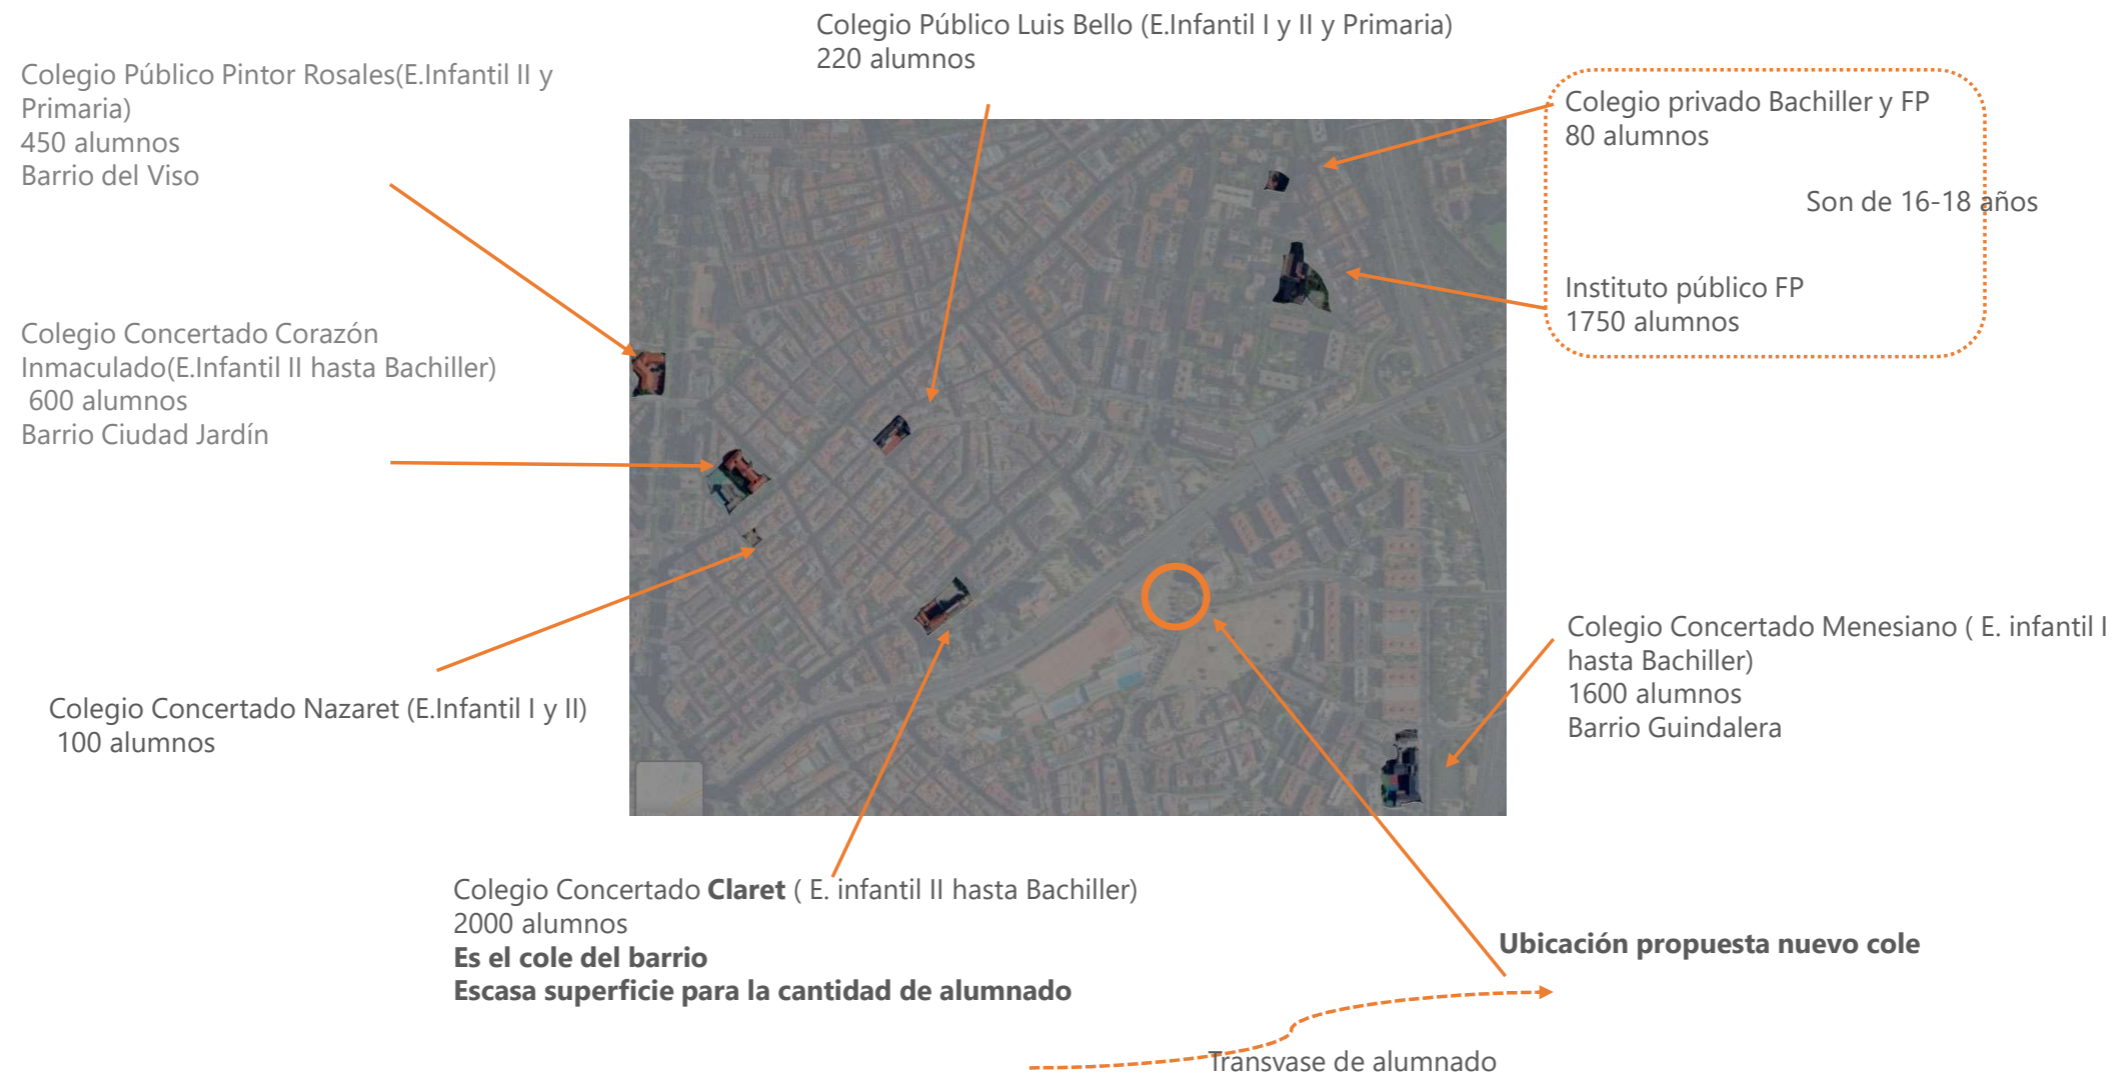 Colegio Público Luis Bello (E.Infantil I y II y Primaria)
220 alumnos
Colegio Público Pintor Rosales(E.Infantil II y
Primaria)
450 alumnos
Barrio del Viso
Colegio privado Bachiller y FP
80 alumnos
Son de 16-18 años
Instituto público FP
1750 alumnos
Colegio Concertado Corazón
Inmaculado(E.Infantil II hasta Bachiller)
600 alumnos
Barrio Ciudad Jardín
Colegio Concertado Nazaret (E.Infantil I y II)
100 alumnos
Colegio Concertado Menesiano ( E. infantil I
hasta Bachiller)
1600 alumnos
Barrio Guindalera
Colegio Concertado Claret ( E. infantil II hasta Bachiller)
2000 alumnos
Es el cole del barrio
Escasa superficie para la cantidad de alumnado
Ubicación propuesta nuevo cole
Transvase de alumnado